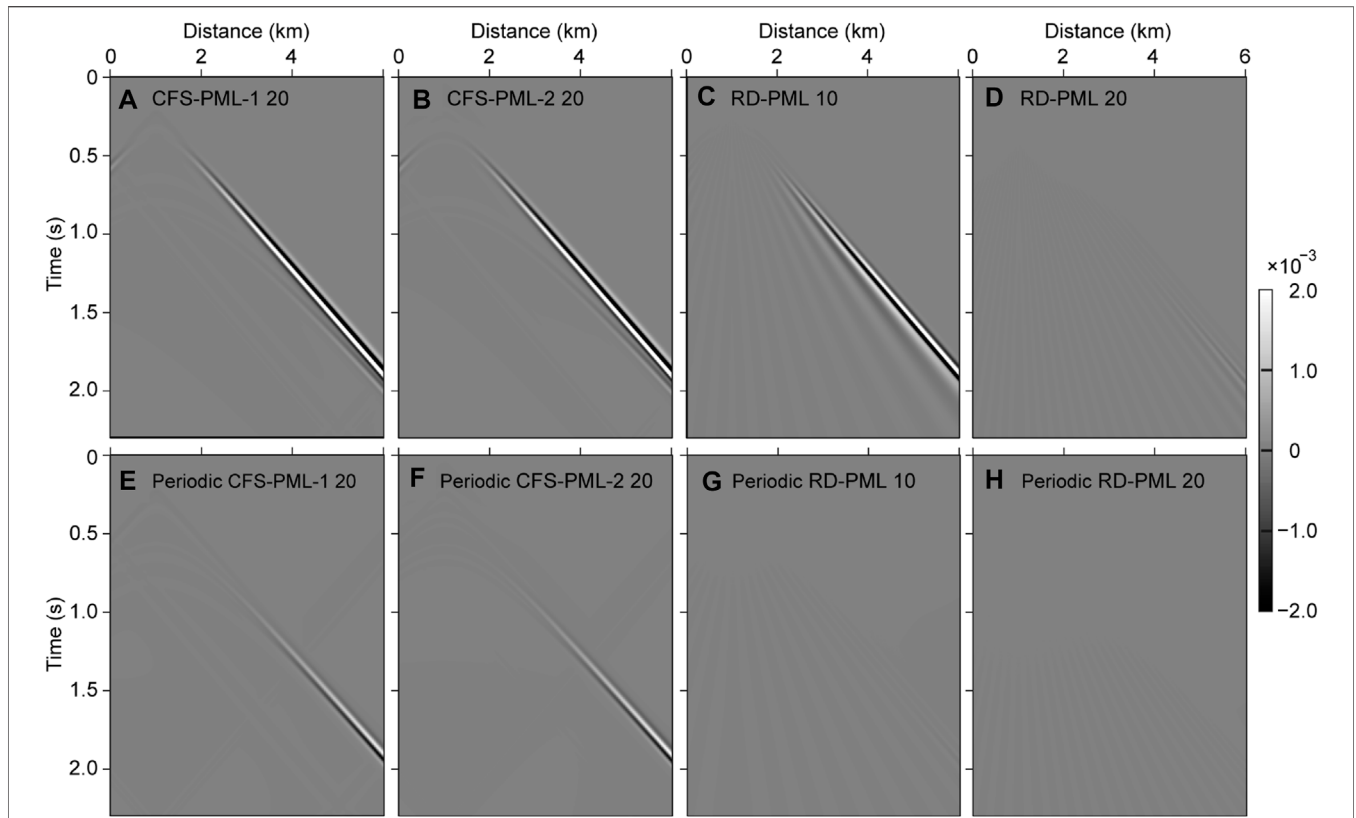 Distance (km) Distance (km) Distance (km) Distance (km)
0 2 4 0 2 4 0 2 4 0 2 4 6
0
A CFS-PML-1 20 B CFS-PML-2 20 C RD-PML 10 D RD-PML 20
0.5
1.0
Time (s)
1.5
2.0
×10⁻³
2.0
1.0
0
−1.0
−2.0
0
E Periodic CFS-PML-1 20 F Periodic CFS-PML-2 20 G Periodic RD-PML 10 H Periodic RD-PML 20
0.5
1.0
Time (s)
1.5
2.0